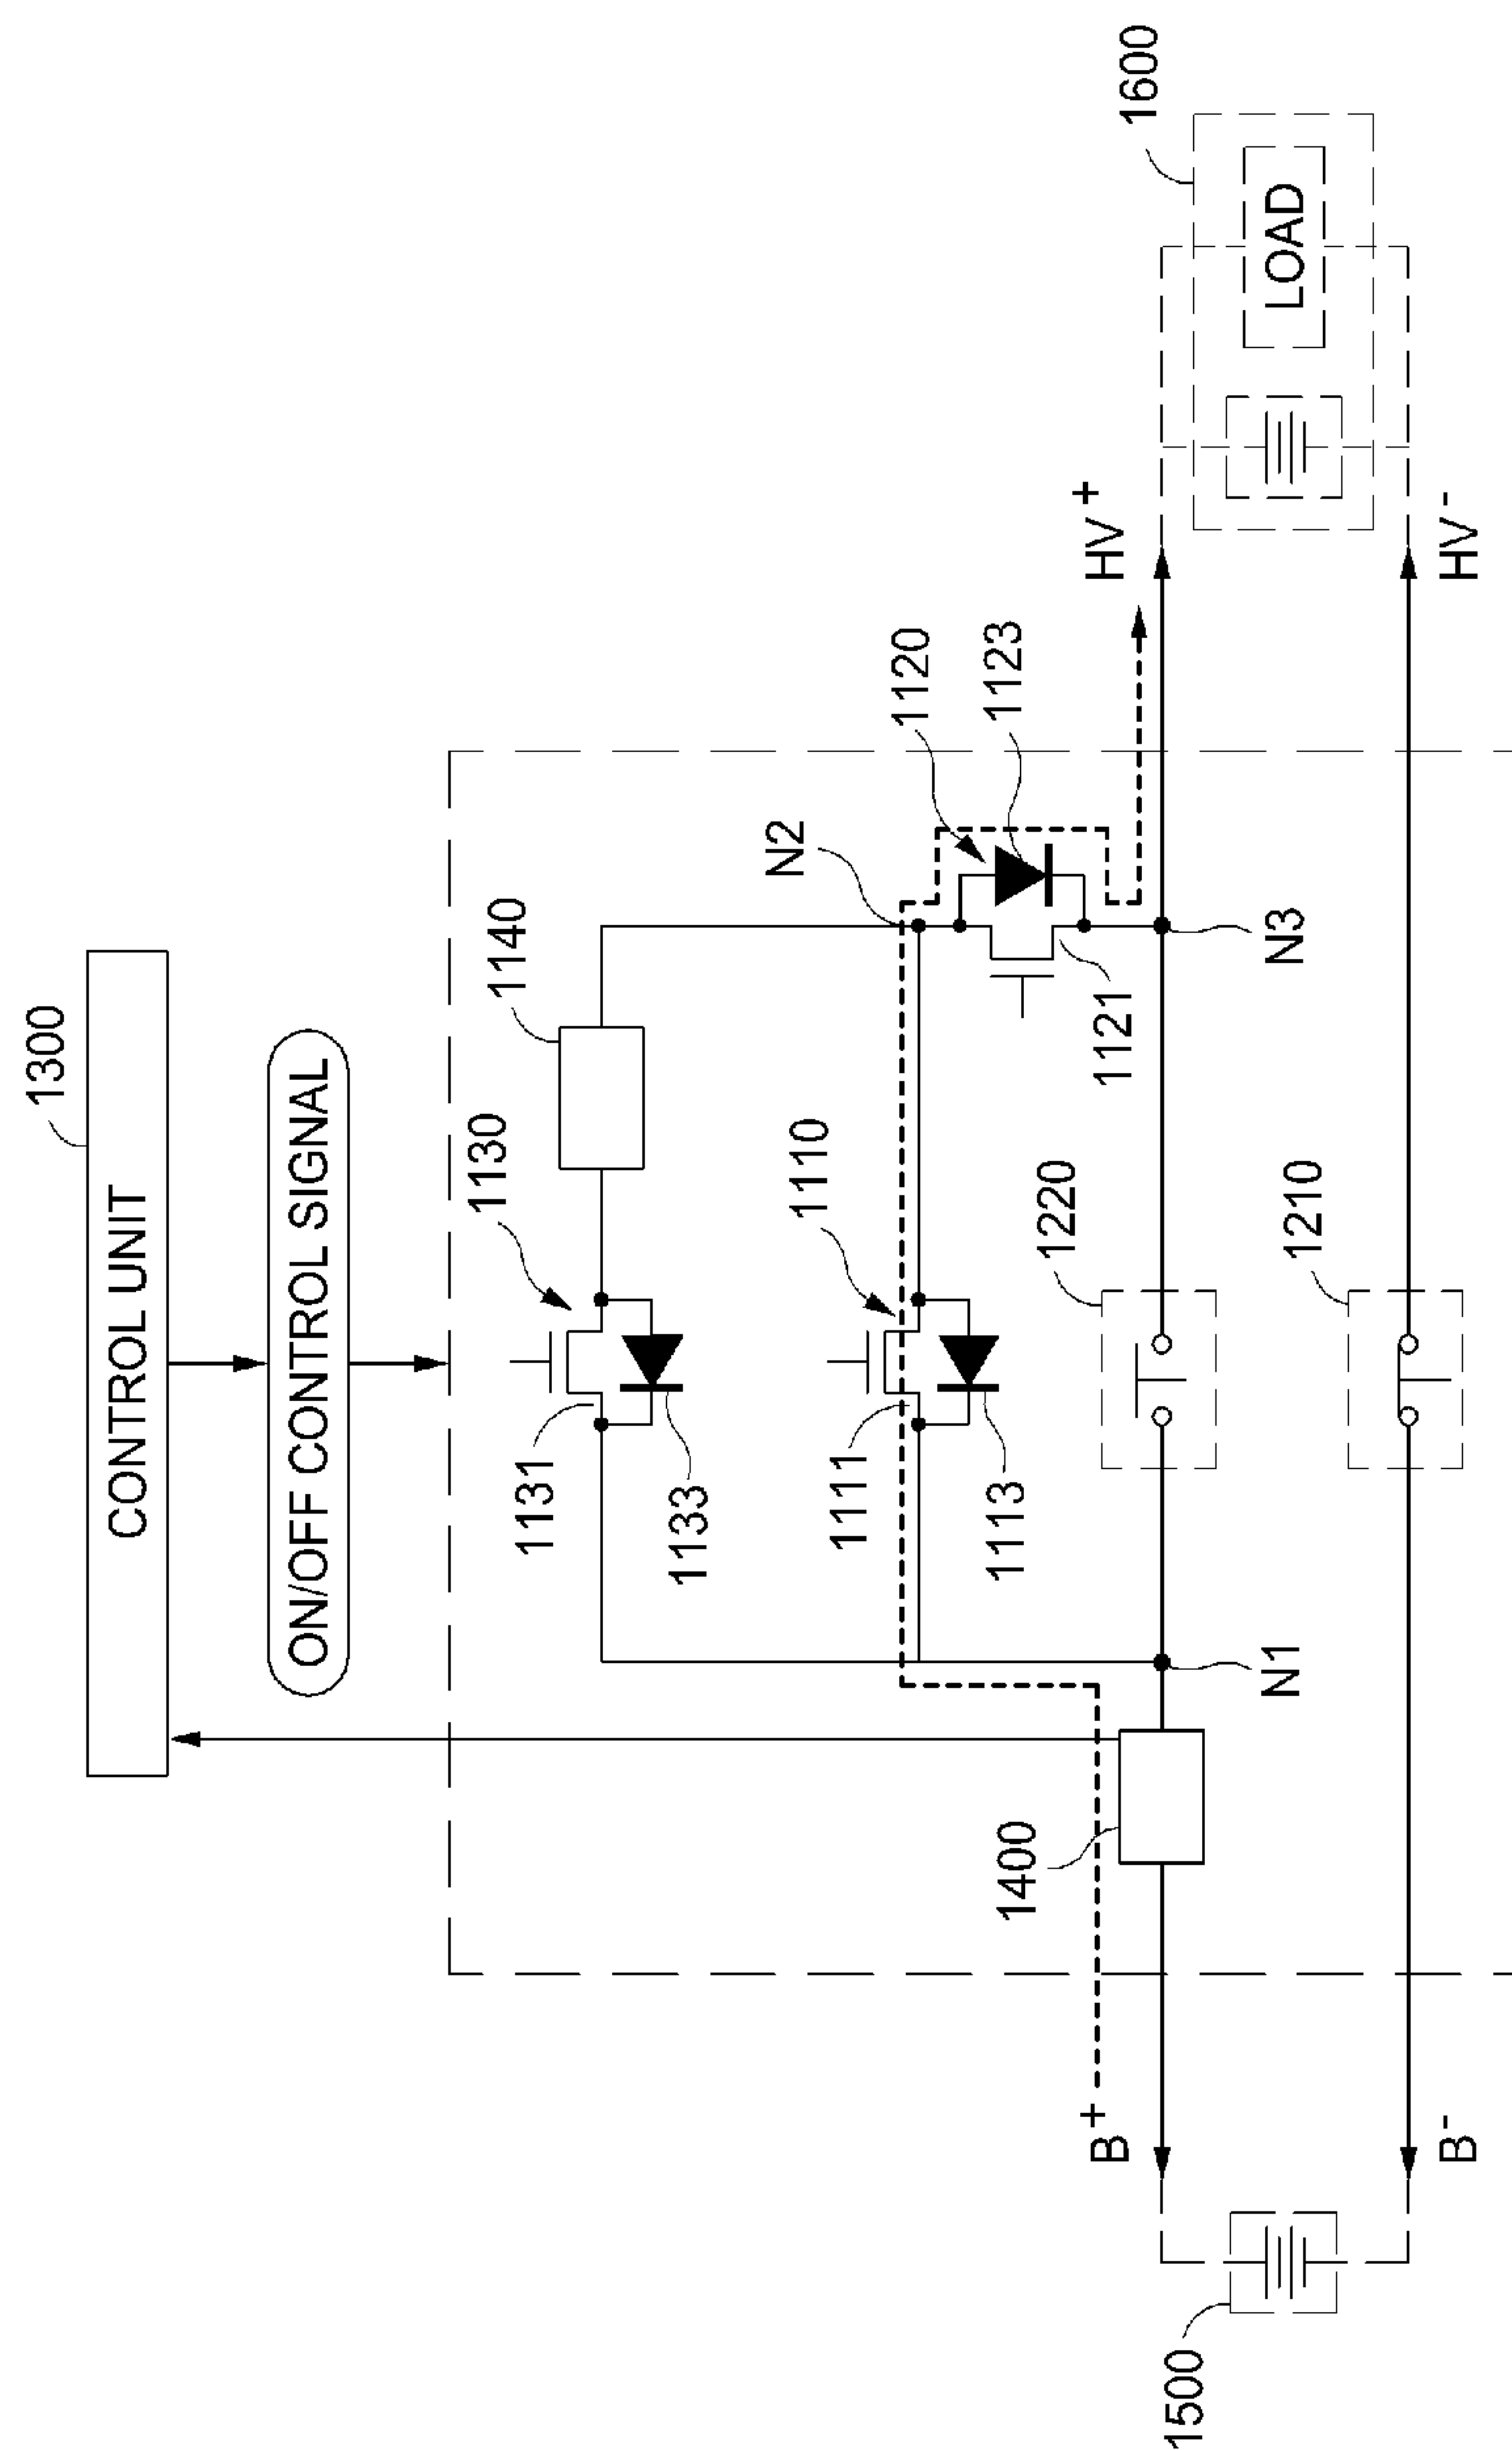 1300
CONTROL UNIT
ON/OFF CONTROL SIGNAL
1130
1140
1131
1133
N2
1110
1120
1111
1123
1113
1121
1400
1220
HV+
1600
B+
N1
N3
1210
LOAD
1500
B-
HV-